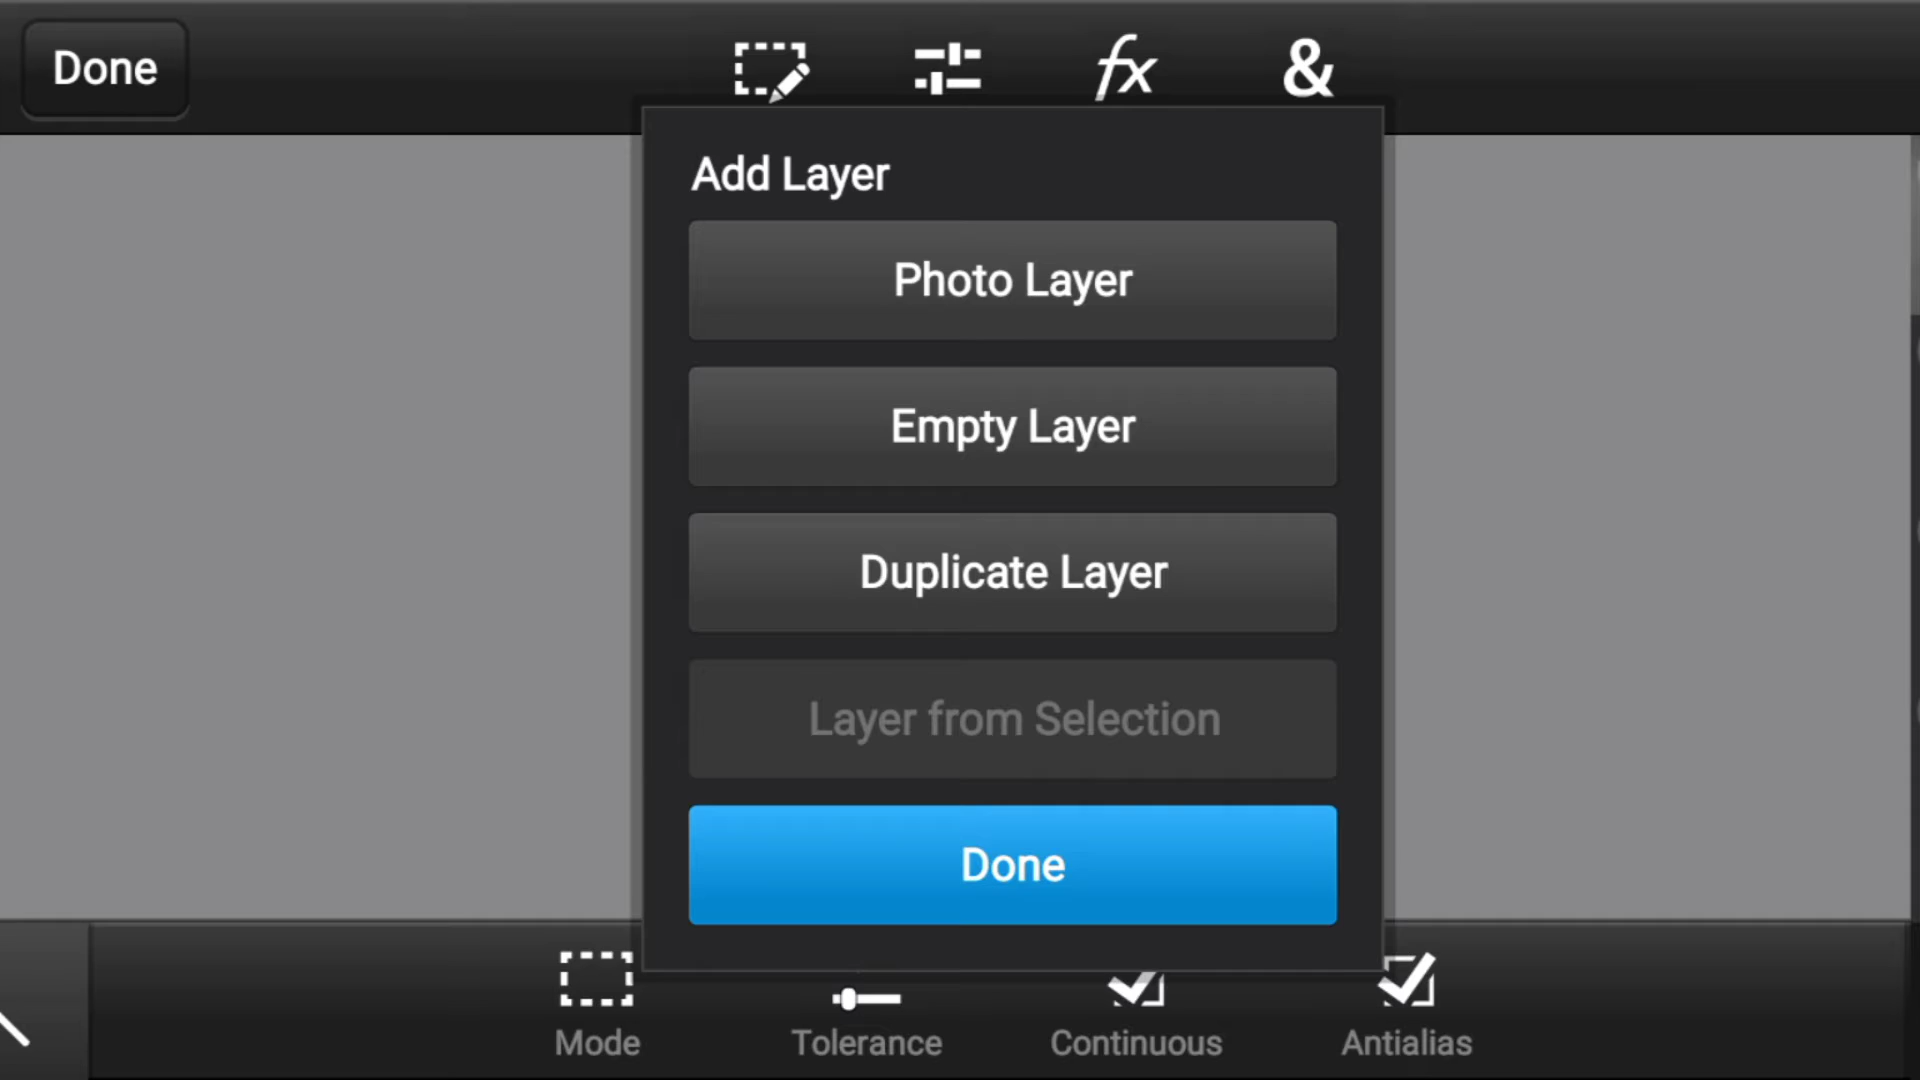 Done
fx
&
Add Layer
Photo Layer
Empty Layer
Duplicate Layer
Layer from Selection
Done
Mode
Tolerance
Continuous
Antialias